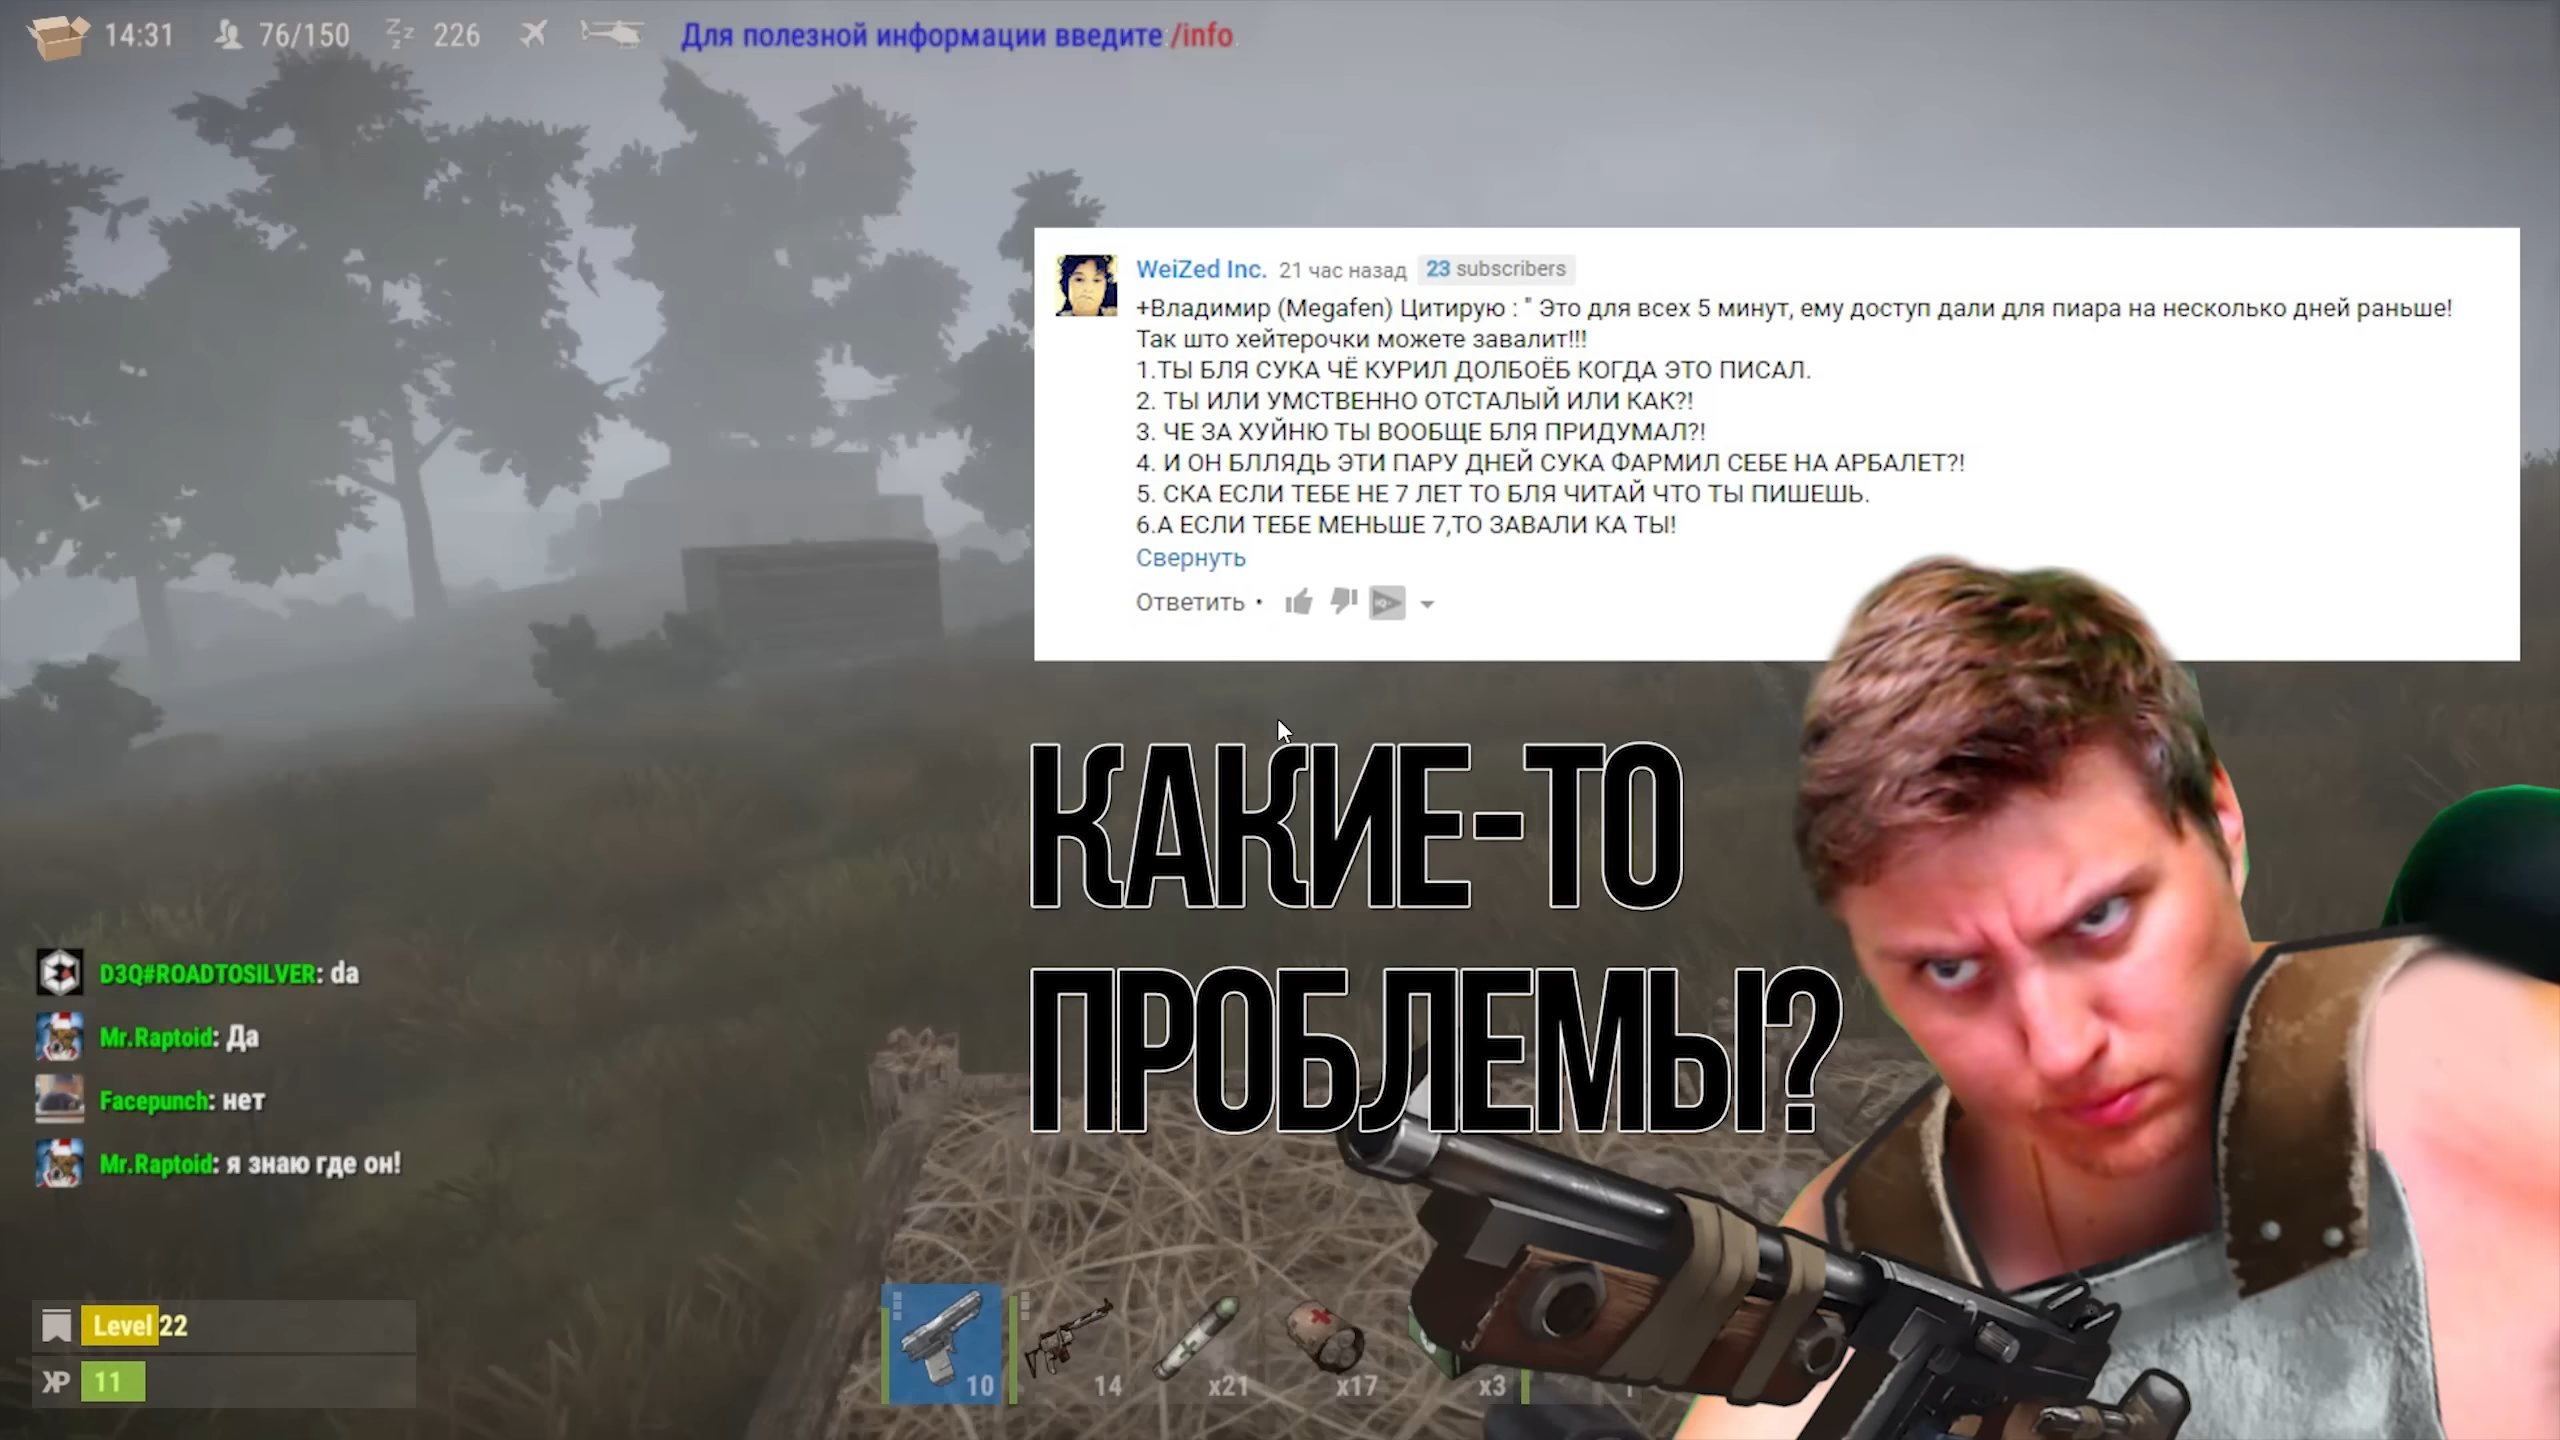 14:31 76/150 226 Для полезной информации введите /info
WeiZed Inc. 21 час назад 23 subscribers
+Владимир (Megafen) Цитирую : " Это для всех 5 минут, ему доступ дали для пиара на несколько дней раньше!
Так што хейтерочки можете завалит!!!
1.ТЫ БЛЯ СУКА ЧЁ КУРИЛ ДОЛБОЁБ КОГДА ЭТО ПИСАЛ.
2. ТЫ ИЛИ УМСТВЕННО ОТСТАЛЫЙ ИЛИ КАК?!
3. ЧЕ ЗА ХУЙНЮ ТЫ ВООБЩЕ БЛЯ ПРИДУМАЛ?!
4. И ОН БЛЛЯДЬ ЭТИ ПАРУ ДНЕЙ СУКА ФАРМИЛ СЕБЕ НА АРБАЛЕТ?!
5. СКА ЕСЛИ ТЕБЕ НЕ 7 ЛЕТ ТО БЛЯ ЧИТАЙ ЧТО ТЫ ПИШЕШЬ.
6.А ЕСЛИ ТЕБЕ МЕНЬШЕ 7,ТО ЗАВАЛИ КА ТЫ!
Свернуть
Ответить •
КАКИЕ-ТО
ПРОБЛЕМЫ?
D3Q#ROADTOSILVER: da
Mr.Raptoid: Да
Facepunch: нет
Mr.Raptoid: я знаю где он!
Level 22
XP 11
10 14 x21 x17 x3